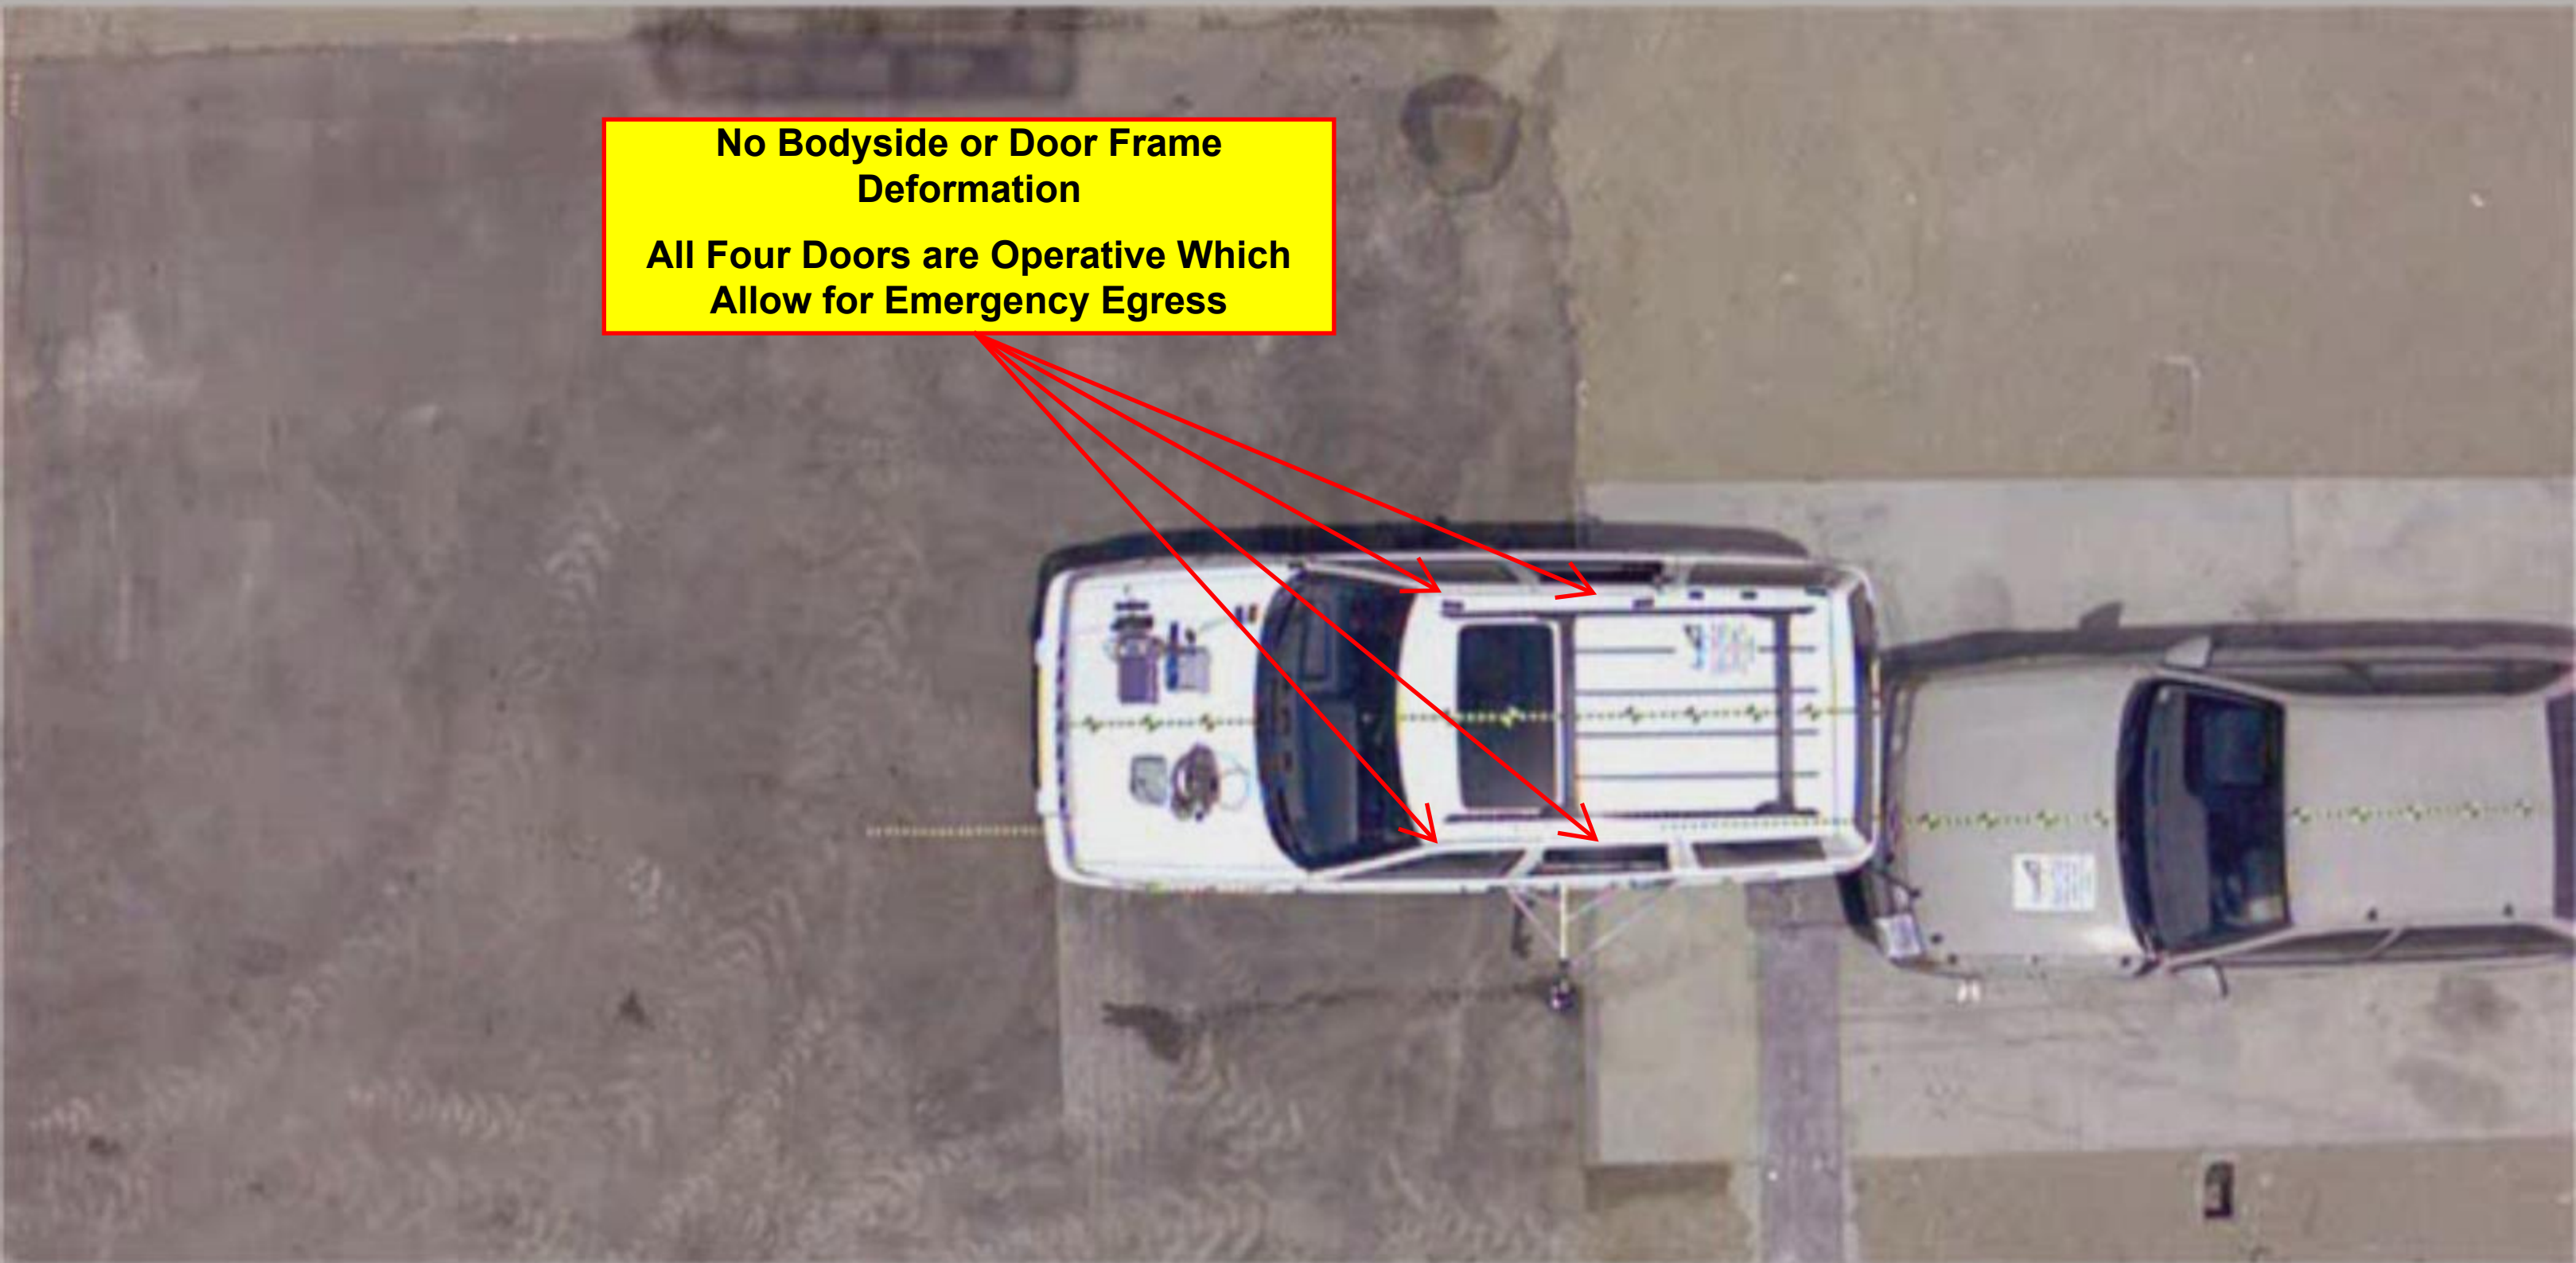 No Bodyside or Door Frame
Deformation
All Four Doors are Operative Which
Allow for Emergency Egress